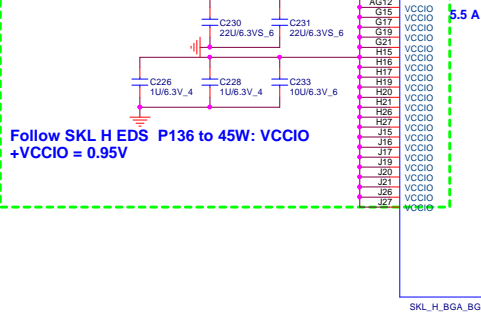 AG12 VCCIO
G15 VCCIO 5.5 A
G17 VCCIO
G19 VCCIO
G21 VCCIO
H15 VCCIO
H16 VCCIO
H17 VCCIO
H19 VCCIO
H20 VCCIO
H21 VCCIO
H26 VCCIO
H27 VCCIO
J15 VCCIO
J16 VCCIO
J17 VCCIO
J19 VCCIO
J20 VCCIO
J21 VCCIO
J26 VCCIO
J27 VCCIO
C230 C231
22U/6.3VS_6 22U/6.3VS_6
C226 C228 C233
1U/6.3V_4 1U/6.3V_4 10U/6.3V_6
Follow SKL H EDS P136 to 45W: VCCIO
+VCCIO = 0.95V
SKL_H_BGA_BG